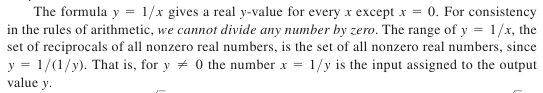 The formula y = 1/x gives a real y-value for every x except x = 0. For consistency
in the rules of arithmetic, we cannot divide any number by zero. The range of y = 1/x, the
set of reciprocals of all nonzero real numbers, is the set of all nonzero real numbers, since
y = 1/(1/y). That is, for y ≠ 0 the number x = 1/y is the input assigned to the output
value y.